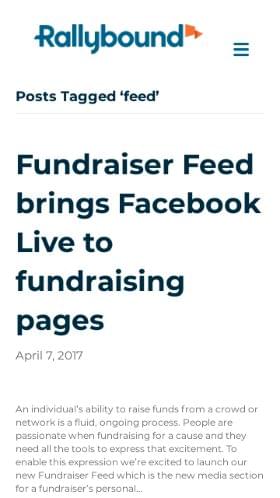 Rallybound
Posts Tagged ‘feed’
Fundraiser Feed
brings Facebook
Live to
fundraising
pages
April 7, 2017
An individual’s ability to raise funds from a crowd or
network is a fluid, ongoing process. People are
passionate when fundraising for a cause and they
need all the tools to express that excitement. To
enable this expression we’re excited to launch our
new Fundraiser Feed which is the new media section
for a fundraiser’s personal...